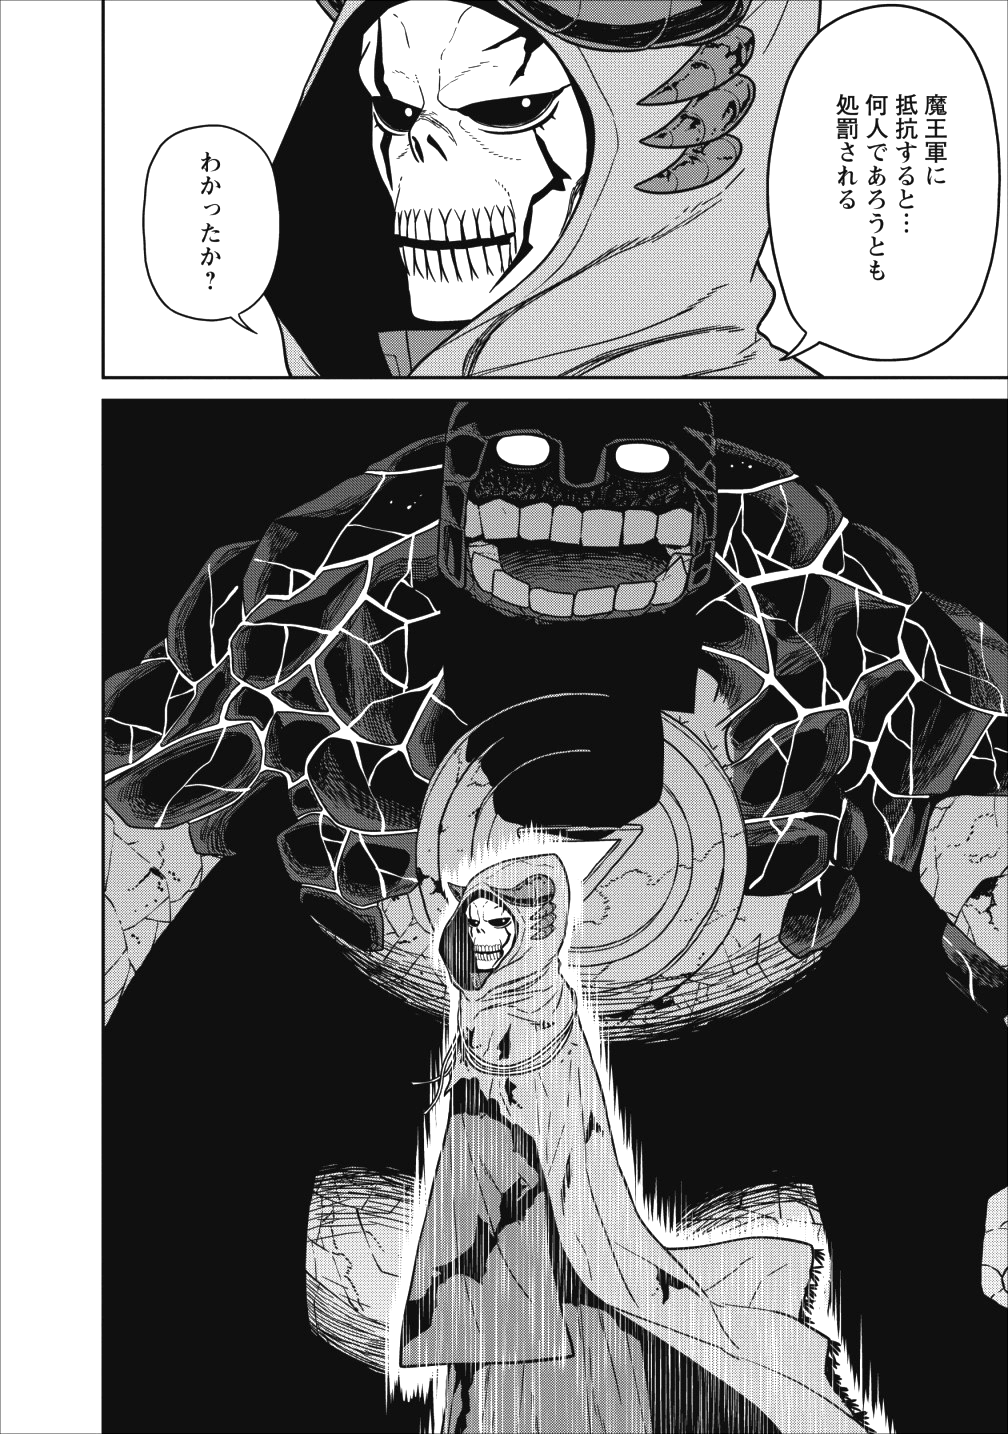 魔王軍に
抵抗すると…
何人であろうとも
処罰される
わかったか?